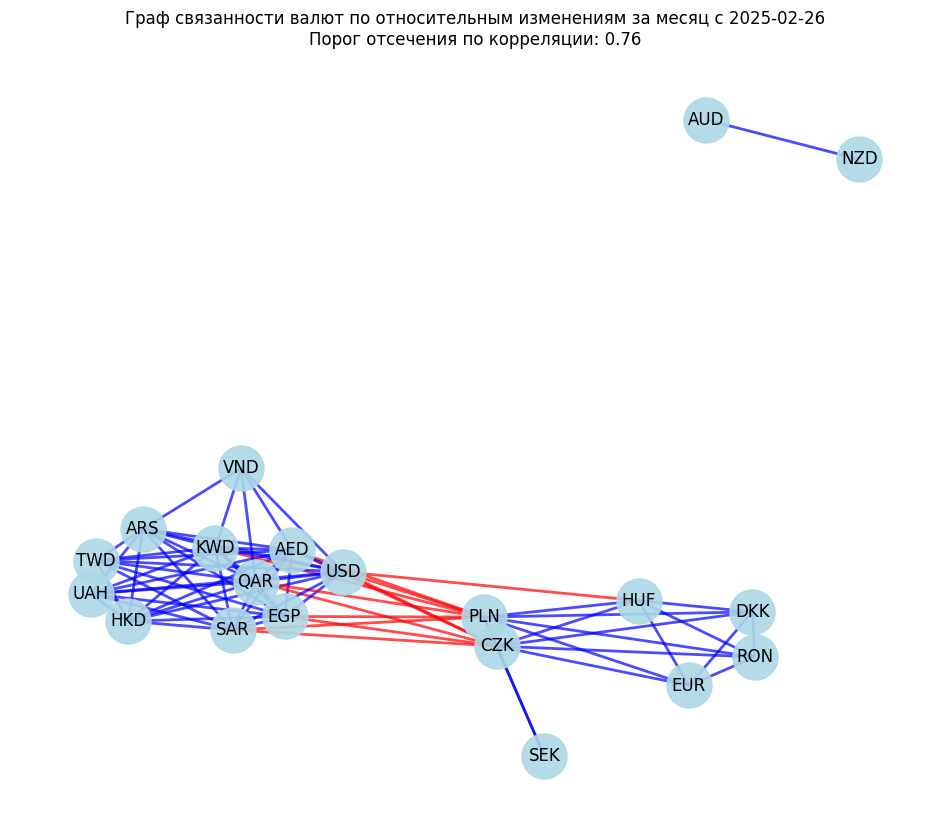 Граф связанности валют по относительным изменениям за месяц с 2025-02-26
Порог отсечения по корреляции: 0.76
AUD
NZD
VND
ARS
KWD
AED
TWD
USD
QAR
UAH
HUF
DKK
EGP
PLN
HKD
SAR
CZK
RON
EUR
SEK